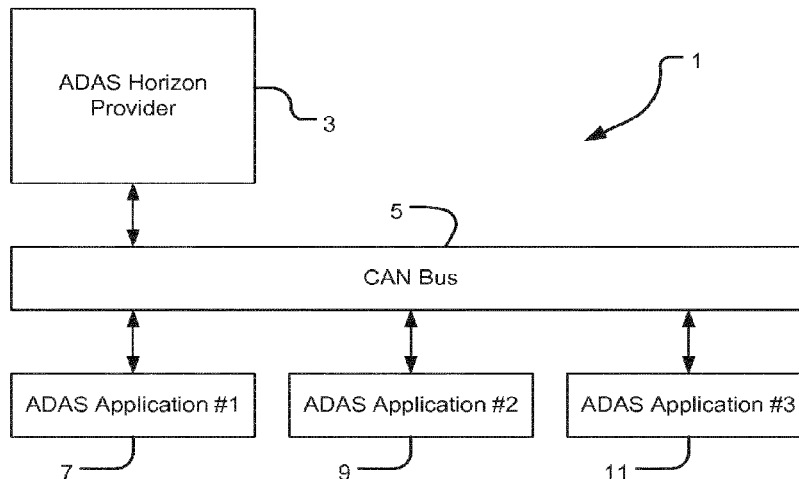 ADAS Horizon
Provider
1
3
5
CAN Bus
ADAS Application #1
ADAS Application #2
ADAS Application #3
7
9
11